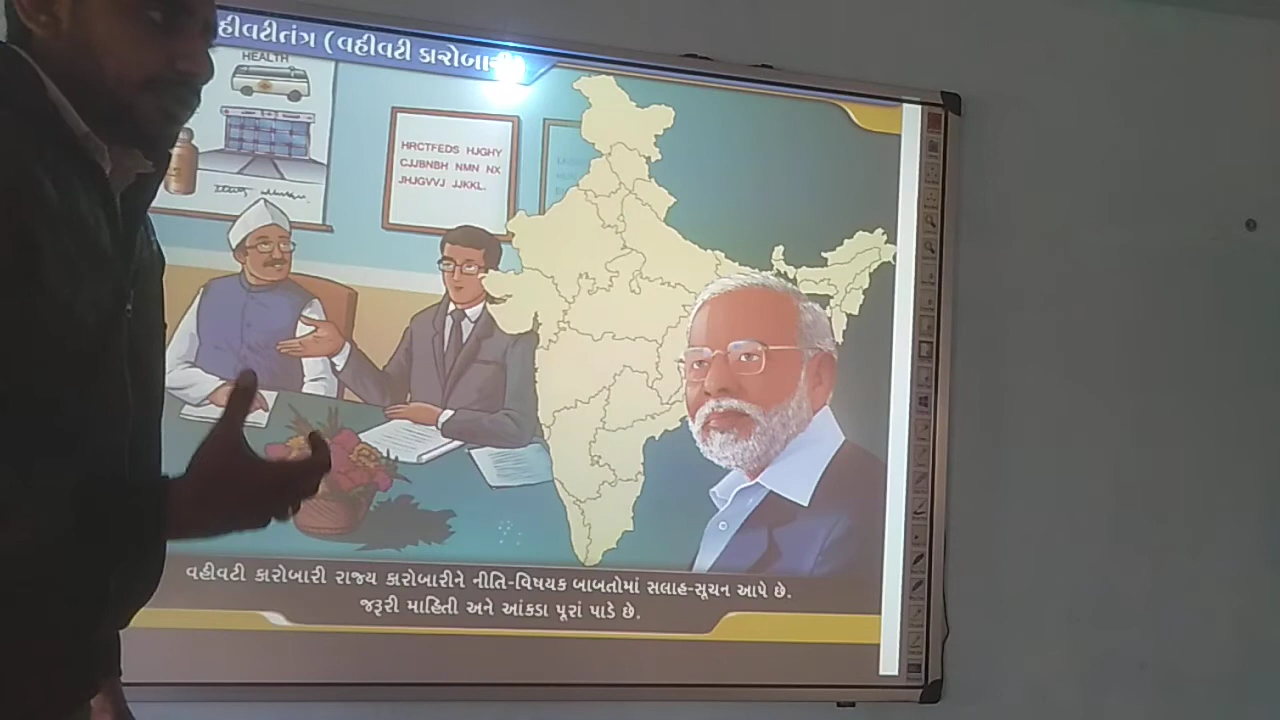 હીવટીતંત્ર (વહીવટી કારોબારી)
HEALTH
HRCTFEDS HJGHY
CJJBNBH NMN NX
JHJGVVJ JJKKL.
વહીવટી કારોબારી રાજ્ય કારોબારીને નીતિ-વિષયક બાબતોમાં સલાહ-સૂચન આપે છે.
જરૂરી માહિતી અને આંકડા પૂરાં પાડે છે.